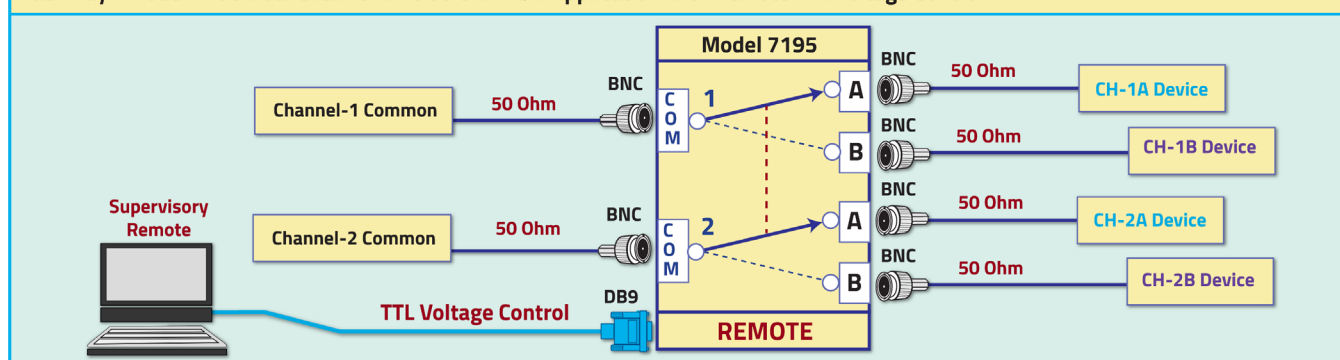 Model 7195
Channel-1 Common
50 Ohm
BNC
COM
1
A
B
BNC
50 Ohm
CH-1A Device
BNC
50 Ohm
CH-1B Device
Supervisory
Remote
Channel-2 Common
50 Ohm
BNC
COM
2
A
B
BNC
50 Ohm
CH-2A Device
BNC
50 Ohm
CH-2B Device
TTL Voltage Control
DB9
REMOTE